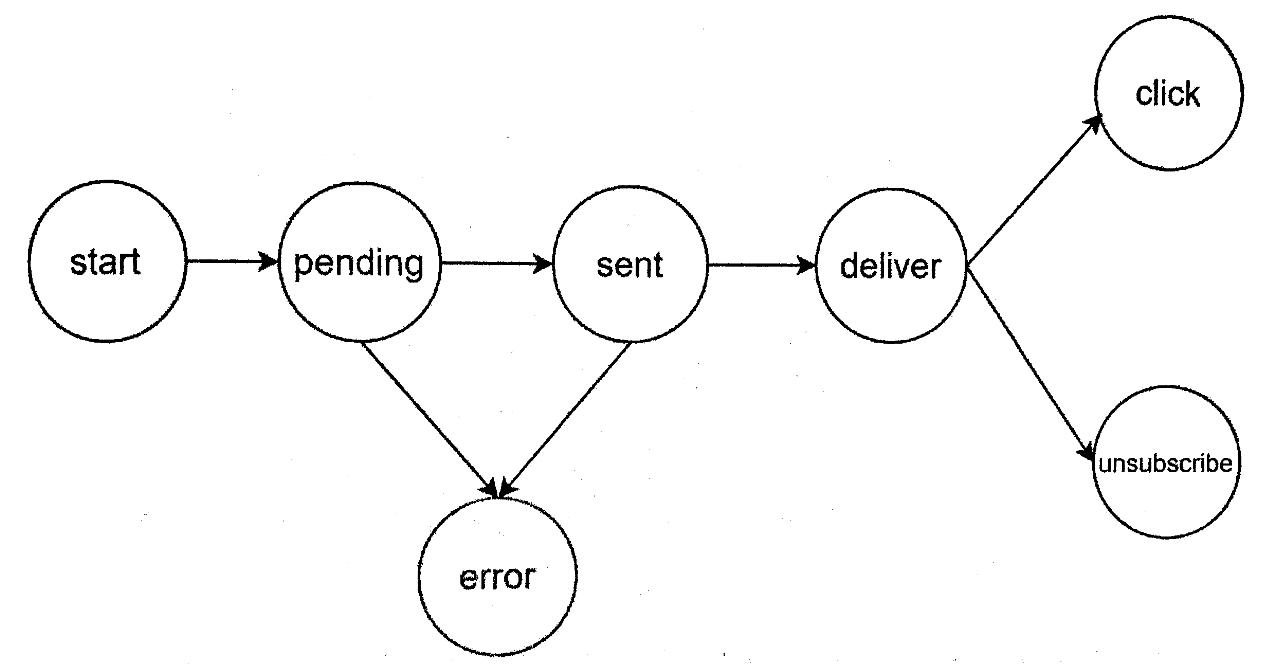 click
start
pending
sent
deliver
unsubscribe
error